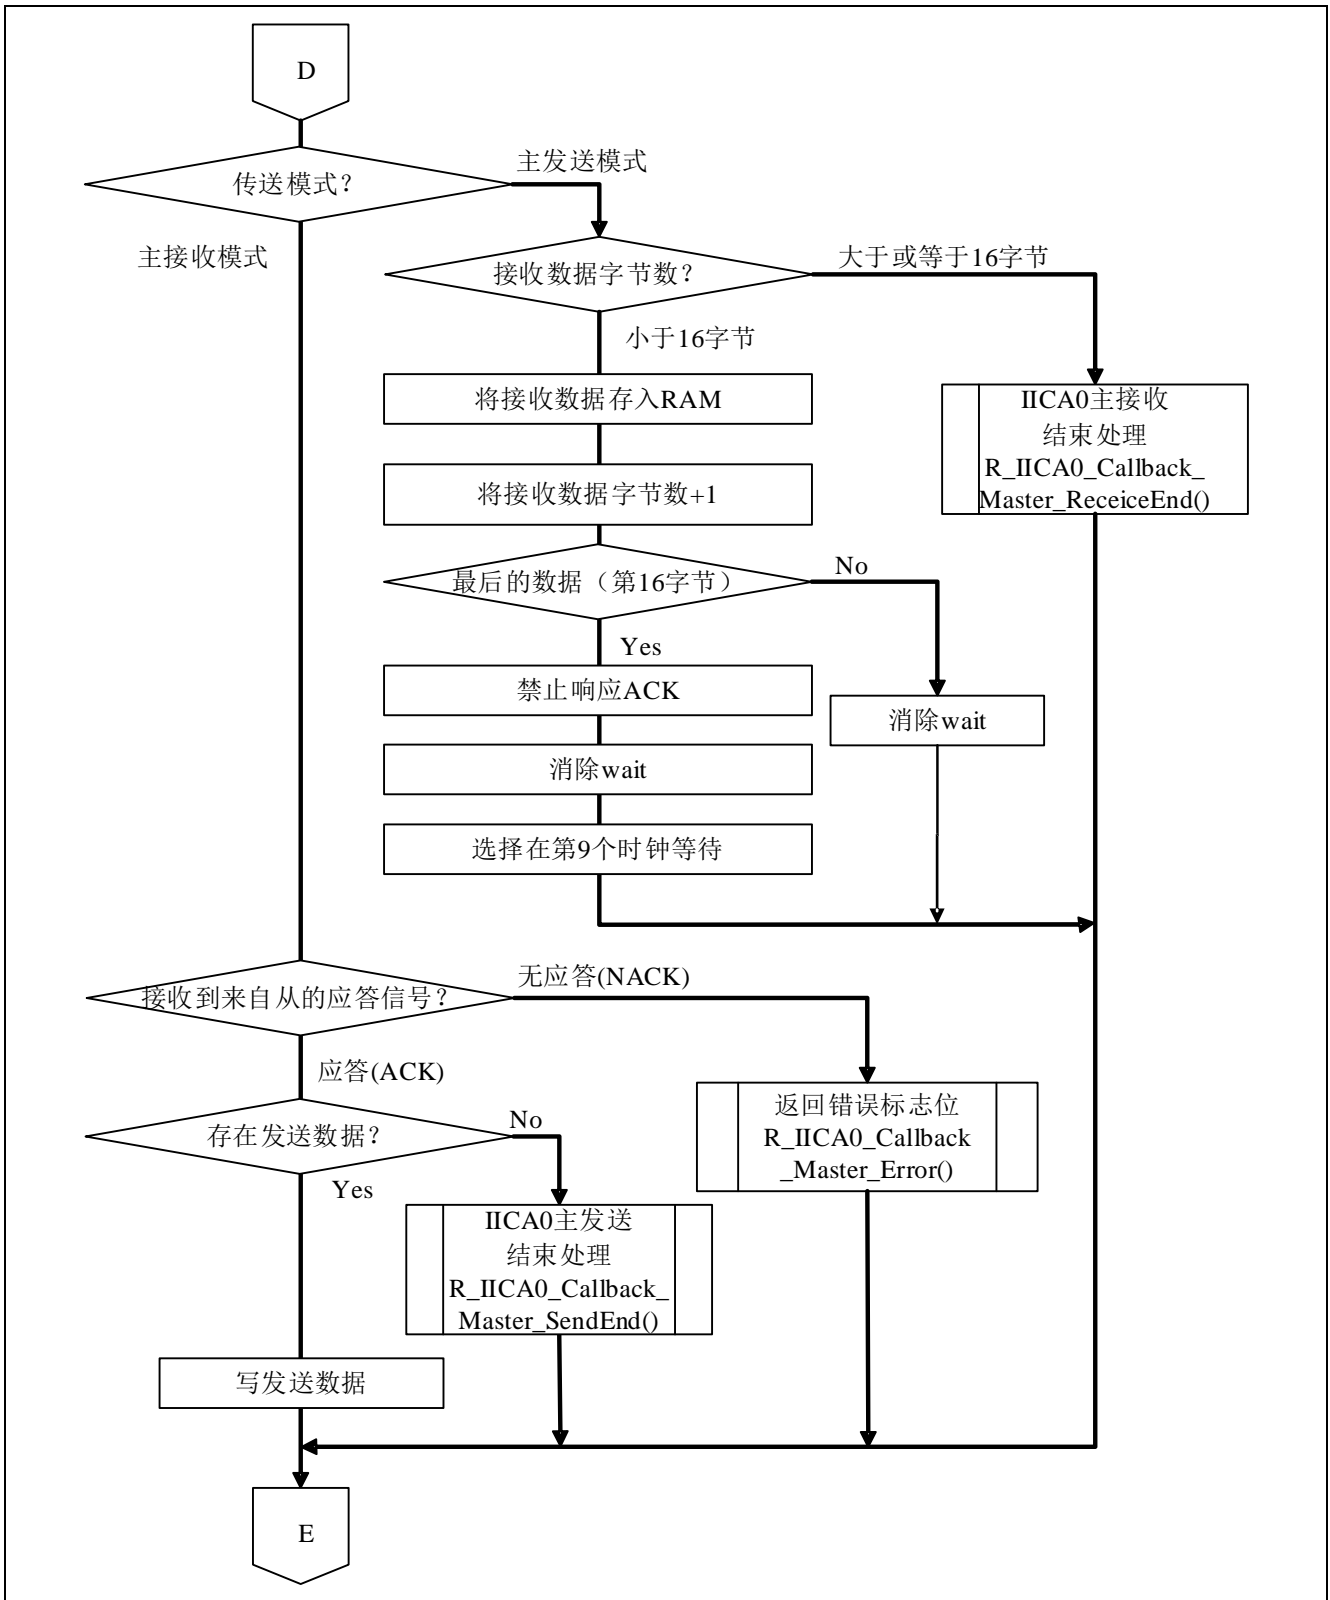 D
传送模式？
主发送模式
主接收模式
接收数据字节数？
大于或等于16字节
小于16字节
将接收数据存入RAM
IICA0主接收
结束处理
R_IICA0_Callback_
Master_ReceiceEnd()
将接收数据字节数+1
最后的数据（第16字节）
No
Yes
禁止响应ACK
消除wait
消除wait
选择在第9个时钟等待
接收到来自从的应答信号？
无应答(NACK)
应答(ACK)
返回错误标志位
R_IICA0_Callback
_Master_Error()
存在发送数据？
No
Yes
IICA0主发送
结束处理
R_IICA0_Callback_
Master_SendEnd()
写发送数据
E